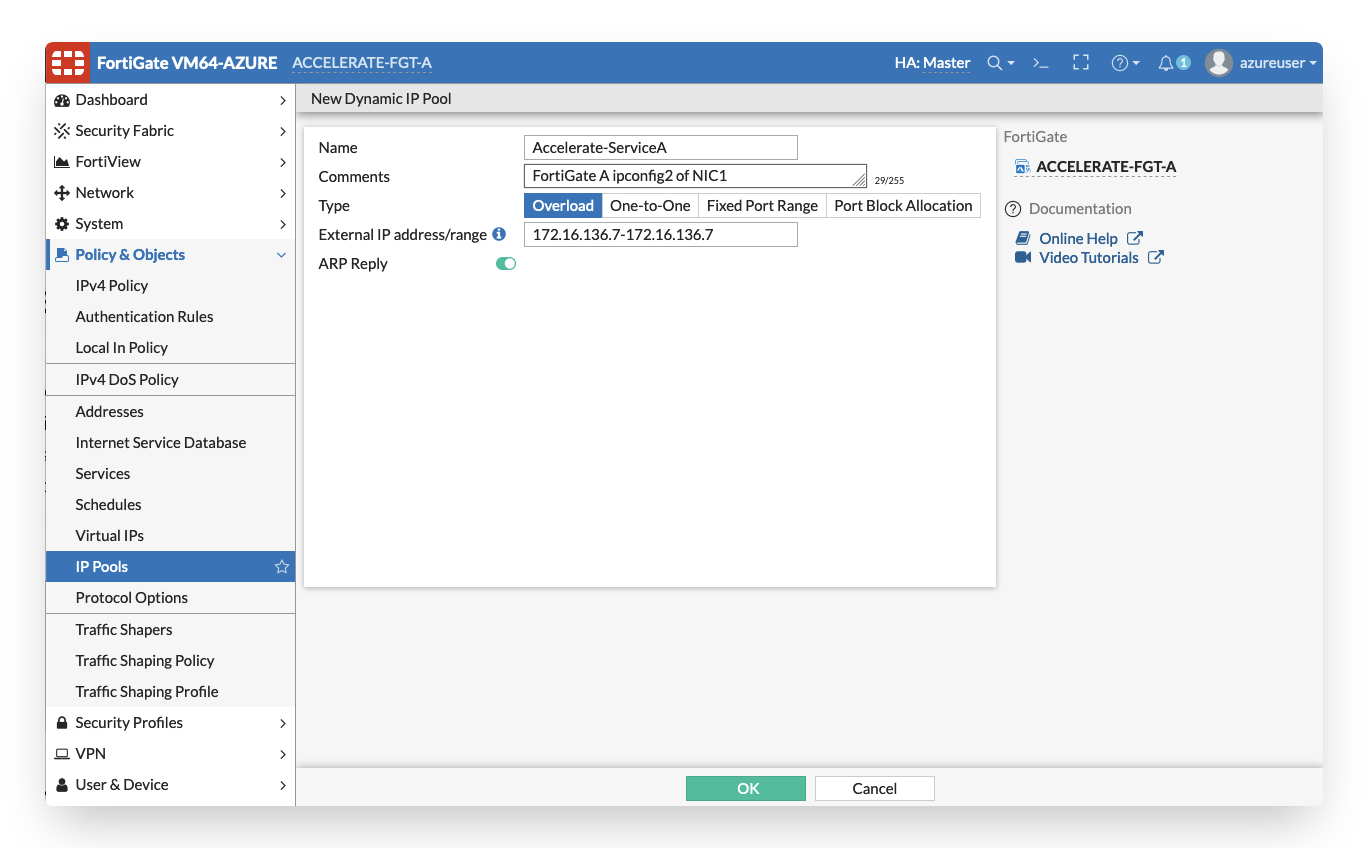 FortiGate VM64-AZURE ACCELERATE-FGT-A HA: Master >_ 1 azureuser
Dashboard
Security Fabric
FortiView
Network
System
Policy & Objects
IPv4 Policy
Authentication Rules
Local In Policy
IPv4 DoS Policy
Addresses
Internet Service Database
Services
Schedules
Virtual IPs
IP Pools
Protocol Options
Traffic Shapers
Traffic Shaping Policy
Traffic Shaping Profile
Security Profiles
VPN
User & Device
New Dynamic IP Pool
Name Accelerate-ServiceA
Comments FortiGate A ipconfig2 of NIC1 29/255
Type Overload One-to-One Fixed Port Range Port Block Allocation
External IP address/range 172.16.136.7-172.16.136.7
ARP Reply
OK Cancel
FortiGate
ACCELERATE-FGT-A
Documentation
Online Help
Video Tutorials